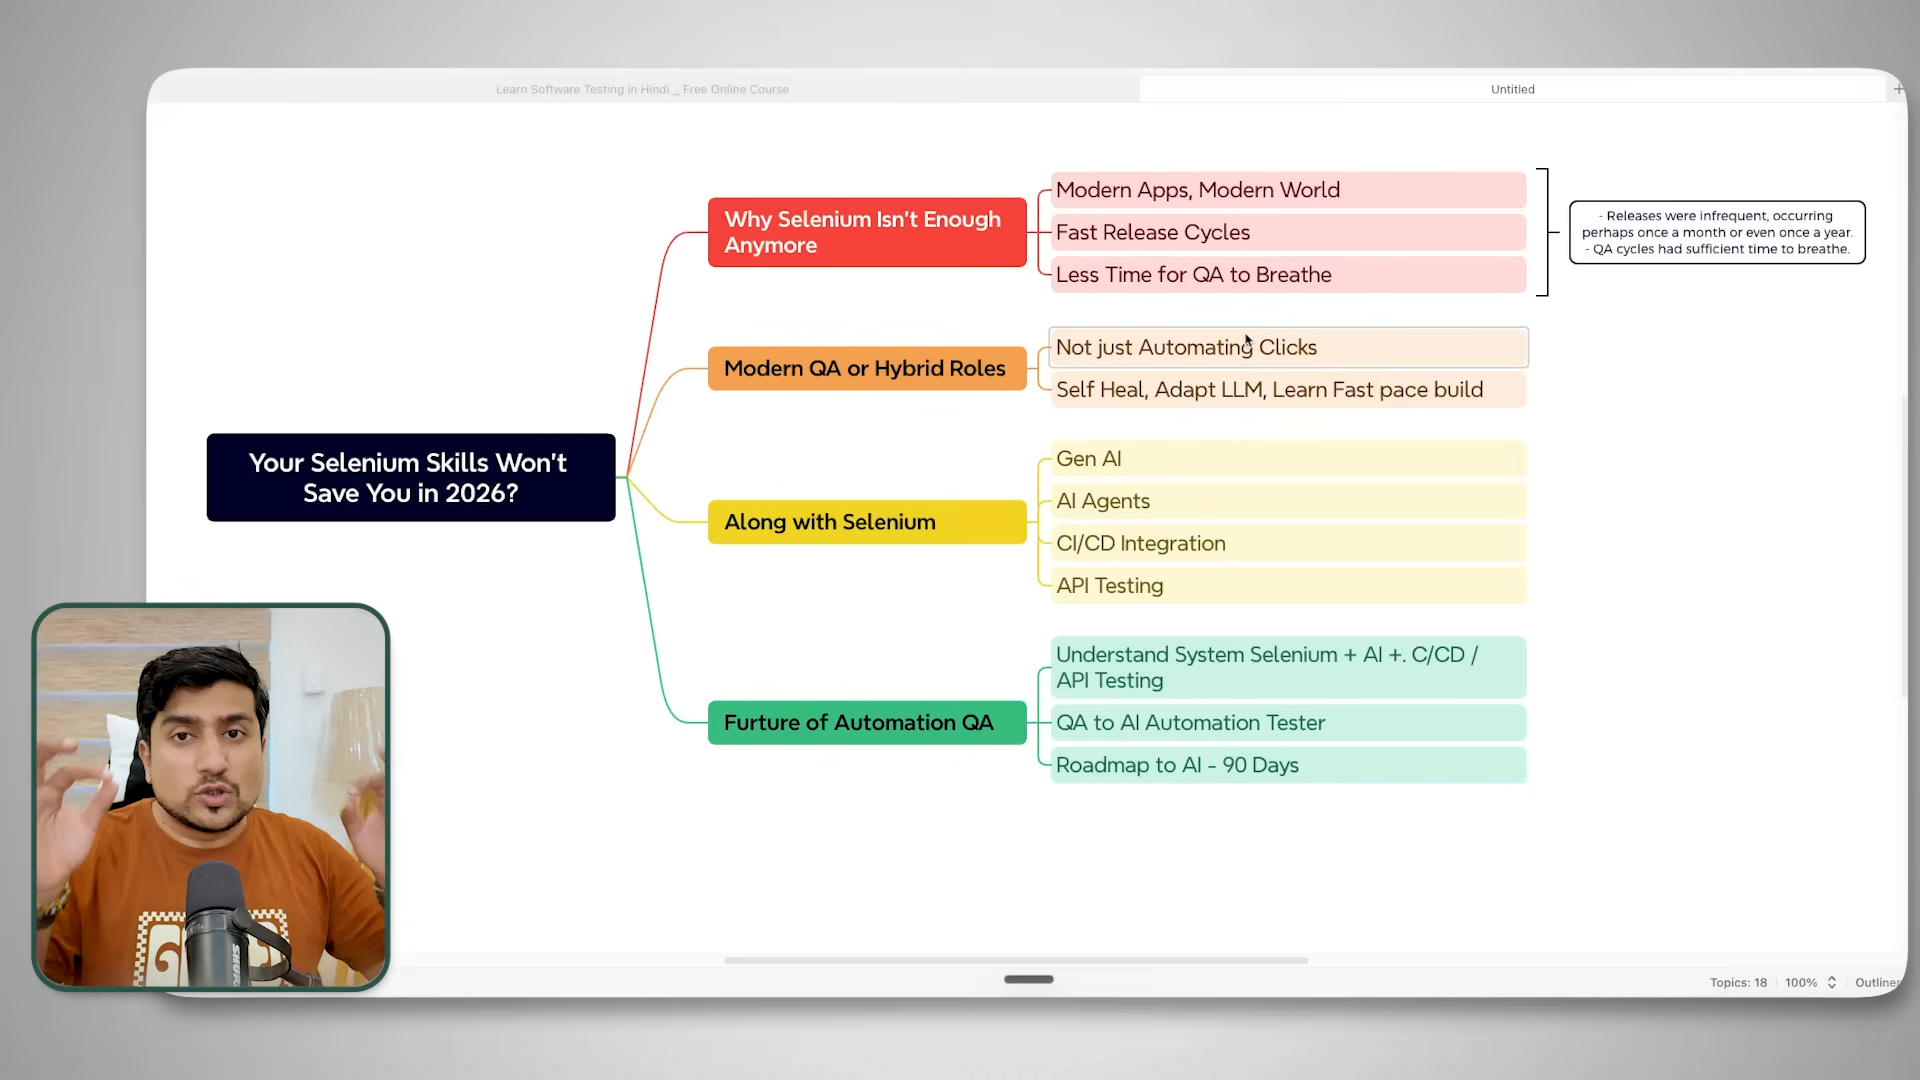 Learn Software Testing in Hindi _ Free Online Course
Untitled
Your Selenium Skills Won't
Save You in 2026?
Why Selenium Isn't Enough
Anymore
Modern Apps, Modern World
Fast Release Cycles
Less Time for QA to Breathe
- Releases were infrequent, occurring
perhaps once a month or even once a year.
- QA cycles had sufficient time to breathe.
Modern QA or Hybrid Roles
Not just Automating Clicks
Self Heal, Adapt LLM, Learn Fast pace build
Along with Selenium
Gen AI
AI Agents
CI/CD Integration
API Testing
Furture of Automation QA
Understand System Selenium + AI +. C/CD /
API Testing
QA to AI Automation Tester
Roadmap to AI - 90 Days
SHURE
Topics: 18
100%
Outliner